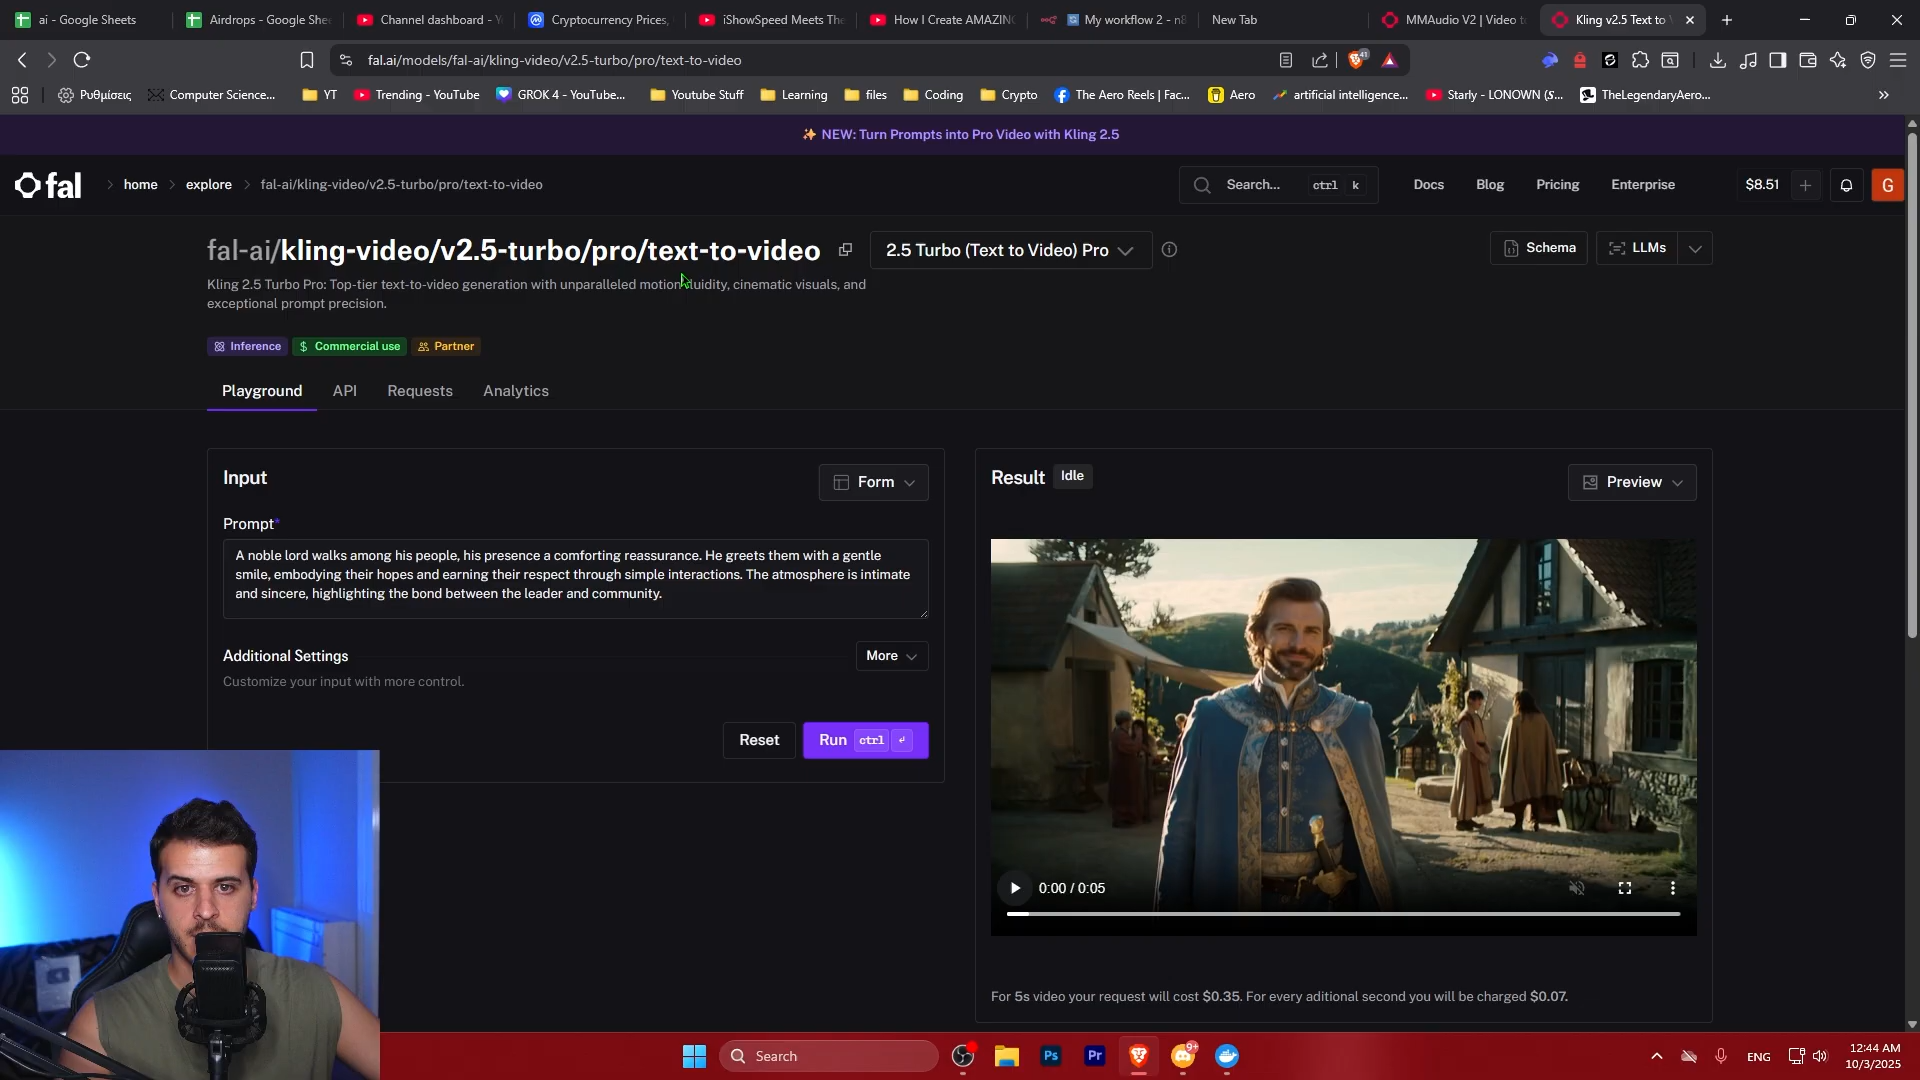 ai - Google Sheets
Airdrops - Google She
Channel dashboard - Y
Cryptocurrency Prices,
iShowSpeed Meets The
How I Create AMAZING
My workflow 2 - n8
New Tab
MMAudio V2 | Video to
Kling v2.5 Text to V
fal.ai/models/fal-ai/kling-video/v2.5-turbo/pro/text-to-video
41
Ρυθμίσεις
Computer Science...
YT
Trending - YouTube
GROK 4 - YouTube...
Youtube Stuff
Learning
files
Coding
Crypto
The Aero Reels | Fac...
Aero
artificial intelligence...
Starly - LONOWN (S...
TheLegendaryAero...
✨ NEW: Turn Prompts into Pro Video with Kling 2.5
fal
home
explore
fal-ai/kling-video/v2.5-turbo/pro/text-to-video
Search...
ctrl k
Docs
Blog
Pricing
Enterprise
$8.51
G
fal-ai/kling-video/v2.5-turbo/pro/text-to-video
2.5 Turbo (Text to Video) Pro
Schema
LLMs
Kling 2.5 Turbo Pro: Top-tier text-to-video generation with unparalleled motion fluidity, cinematic visuals, and
exceptional prompt precision.
Inference
Commercial use
Partner
Playground
API
Requests
Analytics
Input
Form
Prompt*
A noble lord walks among his people, his presence a comforting reassurance. He greets them with a gentle
smile, embodying their hopes and earning their respect through simple interactions. The atmosphere is intimate
and sincere, highlighting the bond between the leader and community.
Additional Settings
More
Customize your input with more control.
Reset
Run ctrl
Result
Idle
Preview
0:00 / 0:05
For 5s video your request will cost $0.35. For every aditional second you will be charged $0.07.
Search
Ps
Pr
9+
ENG
12:44 AM
10/3/2025